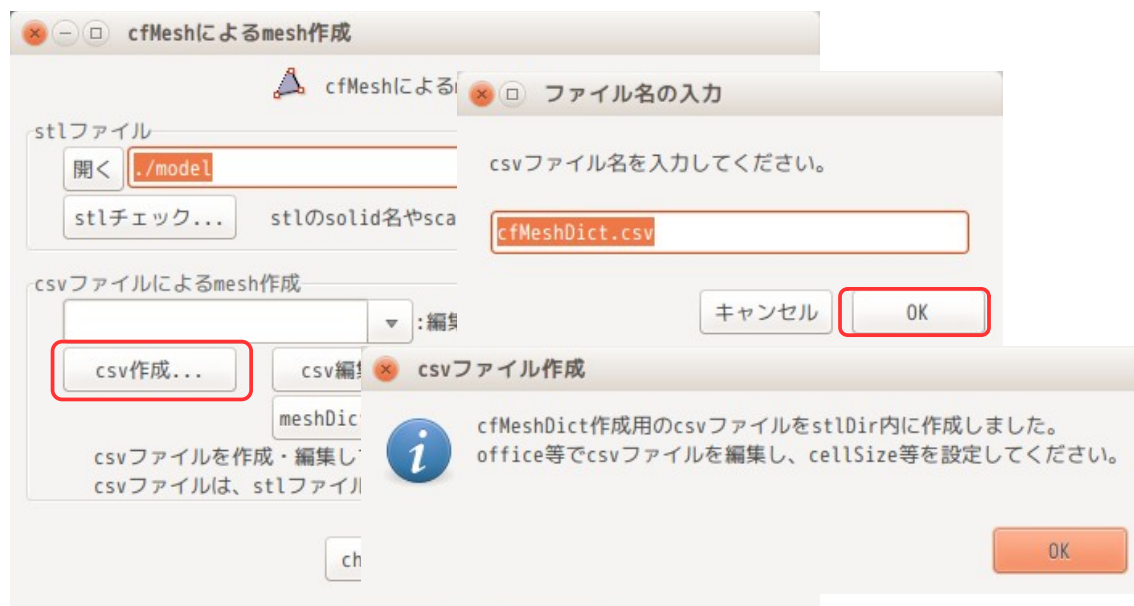 cfMeshによるmesh作成
cfMeshによる
stlファイル
開く ./model
stlチェック... stlのsolid名やsca
csvファイルによるmesh作成
:編集
csv作成... csv編
meshDic
csvファイルを作成・編集し
csvファイルは、stlファイル
ch
ファイル名の入力
csvファイル名を入力してください。
cfMeshDict.csv
キャンセル OK
csvファイル作成
cfMeshDict作成用のcsvファイルをstlDir内に作成しました。
office等でcsvファイルを編集し、cellSize等を設定してください。
OK